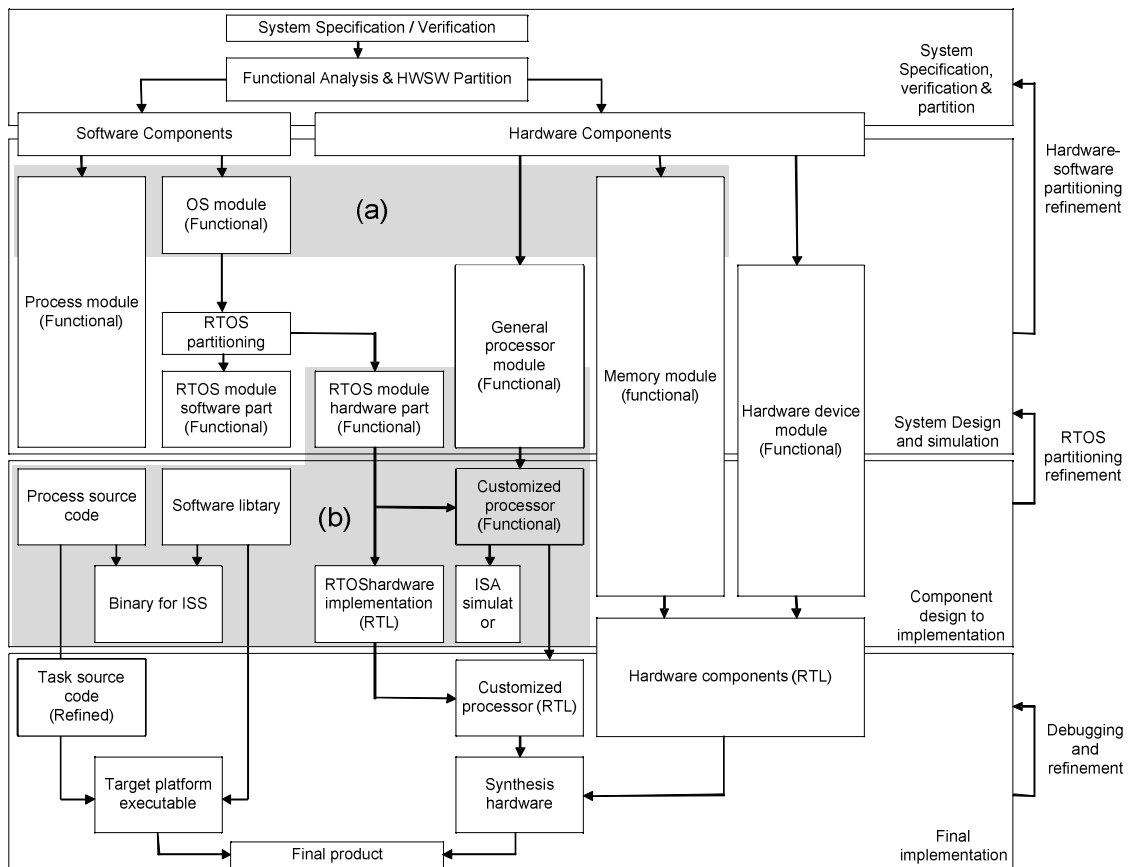 System Specification / Verification
Functional Analysis & HWSW Partition
System
Specification,
verification &
partition
Software Components
Hardware Components
Hardware-
software
partitioning
refinement
OS module
(Functional)
(a)
Process module
(Functional)
RTOS
partitioning
General
processor
module
(Functional)
Memory module
(functional)
RTOS module
software part
(Functional)
RTOS module
hardware part
(Functional)
Hardware device
module
(Functional)
System Design
and simulation
RTOS
partitioning
refinement
Process source
code
Software libtary
(b)
Customized
processor
(Functional)
Binary for ISS
RTOShardware
implementation
(RTL)
ISA
simulat
or
Component
design to
implementation
Task source
code
(Refined)
Customized
processor (RTL)
Hardware components (RTL)
Debugging
and
refinement
Target platform
executable
Synthesis
hardware
Final product
Final
implementation